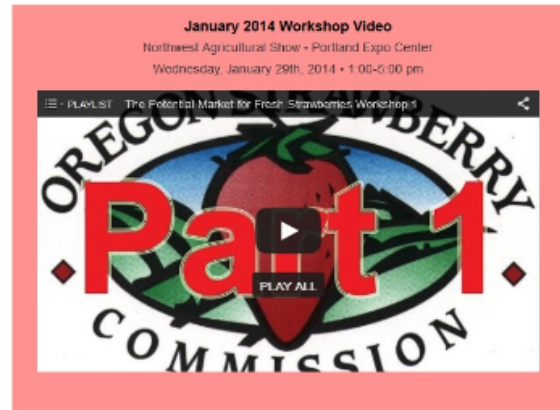 January 2014 Workshop Video
Northwest Agricultural Show • Portland Expo Center
Wednesday, January 29th, 2014 • 1:00-5:00 pm
PLAYLIST The Potential Market for Fresh Strawberries Workshop 1
OREGON STRAWBERRY
Part 1
PLAY ALL
COMMISSION